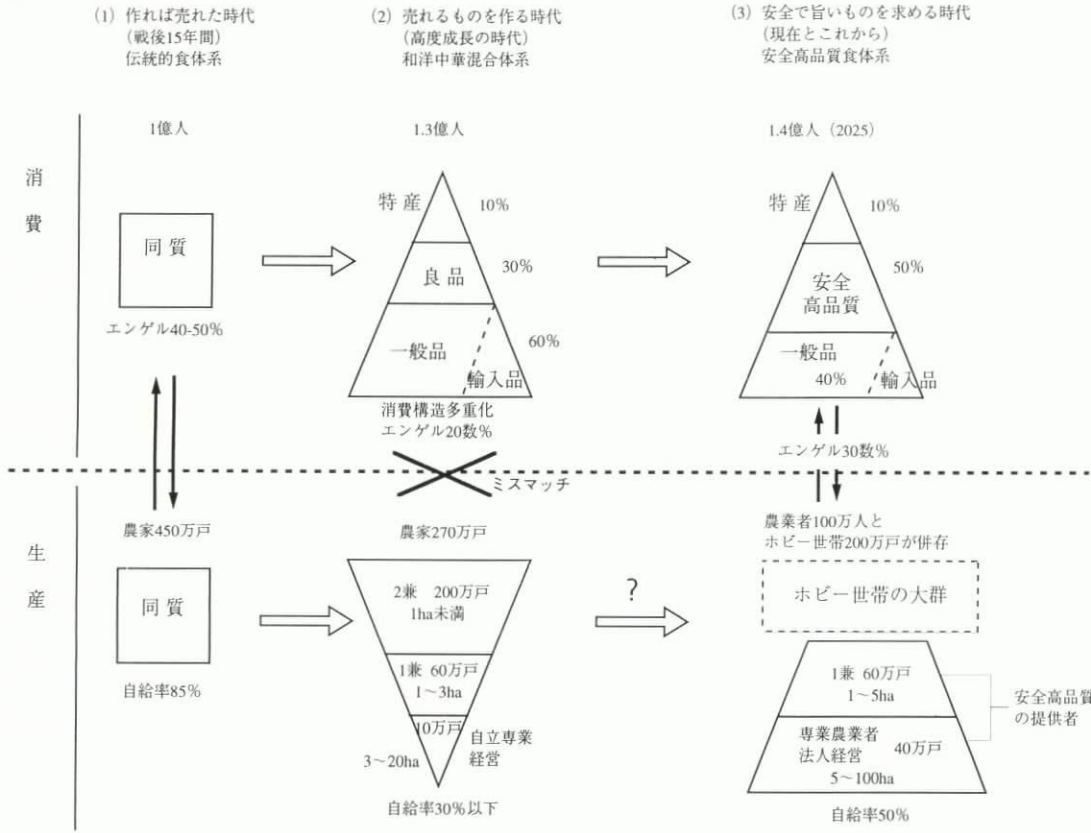 (1) 作れば売れた時代
(戦後15年間)
伝統的食体系
(2) 売れるものを作る時代
(高度成長の時代)
和洋中華混合体系
(3) 安全で旨いものを求める時代
(現在とこれから)
安全高品質食体系
消費
1億人
同質
エンゲル40-50%
1.3億人
特産
10%
良品
30%
一般品
60%
輸入品
消費構造多重化
エンゲル20数%
1.4億人（2025）
特産
10%
安全
高品質
50%
一般品
40%
輸入品
エンゲル30数%
ミスマッチ
生産
農家450万戸
同質
自給率85%
農家270万戸
2兼 200万戸
1ha未満
1兼 60万戸
1～3ha
10万戸
自立専業
経営
3～20ha
自給率30%以下
?
農業者100万人と
ホビー世帯200万戸が併存
ホビー世帯の大群
1兼 60万戸
1～5ha
専業農業者
法人経営
40万戸
5～100ha
安全高品質
の提供者
自給率50%